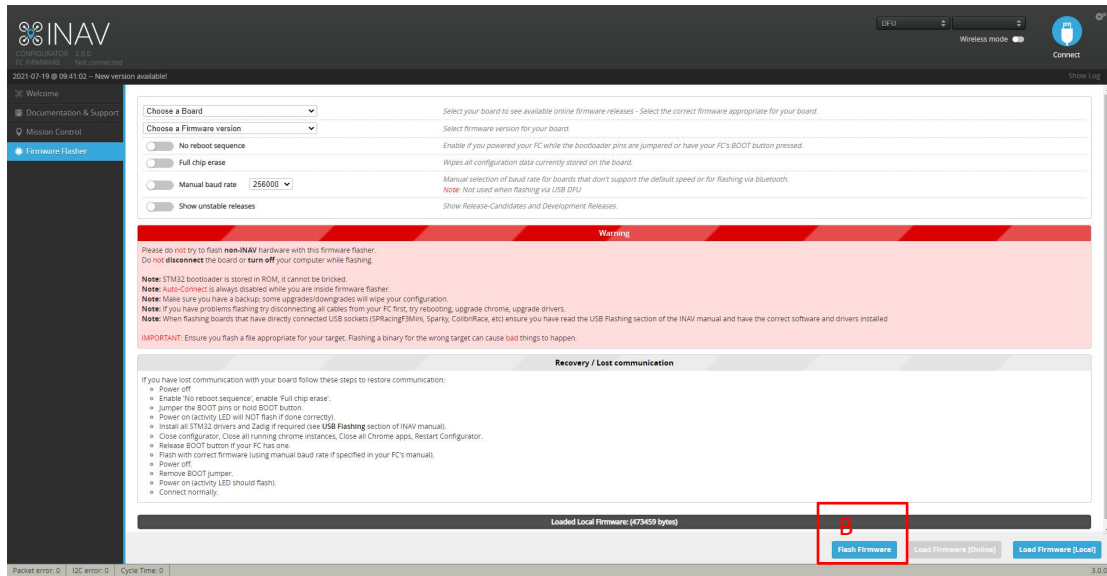 INAV
CONFIGURATOR 3.0.0
FC FIRMWARE Not connected
DFU
Wireless mode
Connect
2021-07-19 @ 09:41:02 -- New version available!
Show Log
Welcome
Documentation & Support
Mission Control
Firmware Flasher
Choose a Board
Select your board to see available online firmware releases - Select the correct firmware appropriate for your board.
Choose a Firmware version
Select firmware version for your board.
No reboot sequence
Enable if you powered your FC while the bootloader pins are jumpered or have your FC's BOOT button pressed.
Full chip erase
Wipes all configuration data currently stored on the board.
Manual baud rate 256000
Manual selection of baud rate for boards that don't support the default speed or for flashing via bluetooth.
Note: Not used when flashing via USB DFU
Show unstable releases
Show Release-Candidates and Development Releases.
Warning
Please do not try to flash non-INAV hardware with this firmware flasher.
Do not disconnect the board or turn off your computer while flashing.
Note: STM32 bootloader is stored in ROM, it cannot be bricked.
Note: Auto-Connect is always disabled while you are inside firmware flasher.
Note: Make sure you have a backup; some upgrades/downgrades will wipe your configuration.
Note: If you have problems flashing try disconnecting all cables from your FC first, try rebooting, upgrade chrome, upgrade drivers.
Note: When flashing boards that have directly connected USB sockets (SPRacingF3Mini, Sparky, ColibriRace, etc) ensure you have read the USB Flashing section of the INAV manual and have the correct software and drivers installed
IMPORTANT: Ensure you flash a file appropriate for your target. Flashing a binary for the wrong target can cause bad things to happen.
Recovery / Lost communication
If you have lost communication with your board follow these steps to restore communication:
Power off
Enable 'No reboot sequence', enable 'Full chip erase'.
Jumper the BOOT pins or hold BOOT button.
Power on (activity LED will NOT flash if done correctly).
Install all STM32 drivers and Zadig if required (see USB Flashing section of INAV manual).
Close configurator, Close all running chrome instances, Close all Chrome apps, Restart Configurator.
Release BOOT button if your FC has one.
Flash with correct firmware (using manual baud rate if specified in your FC's manual).
Power off.
Remove BOOT jumper.
Power on (activity LED should flash).
Connect normally.
Loaded Local Firmware: (473459 bytes)
B
Flash Firmware
Load Firmware [Online]
Load Firmware [Local]
Packet error: 0 I2C error: 0 Cycle Time: 0
3.0.0